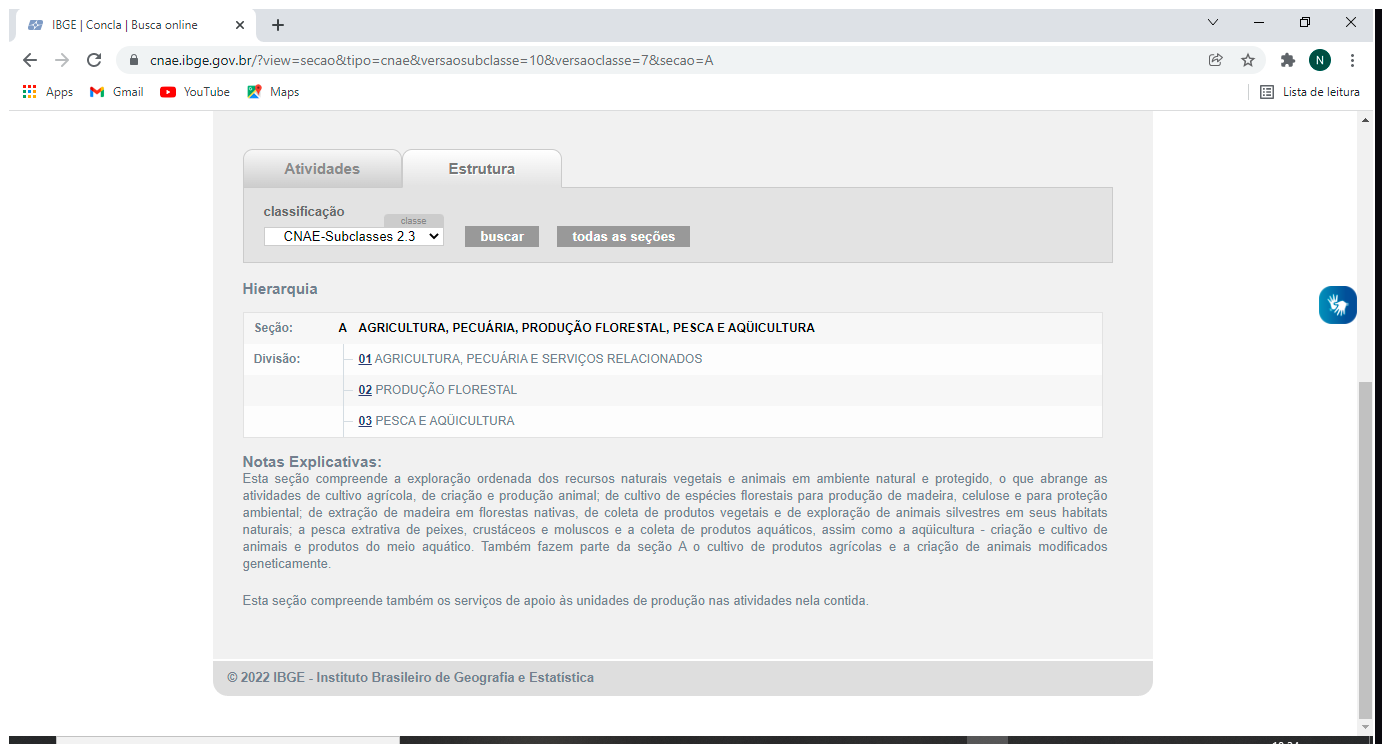 IBGE | Concla | Busca online
cnae.ibge.gov.br/?view=secao&tipo=cnae&versaosubclasse=10&versaoclasse=7&secao=A
N
Apps Gmail YouTube Maps Lista de leitura
Atividades Estrutura
classificação
classe
CNAE-Subclasses 2.3 buscar todas as seções
Hierarquia
Seção: A AGRICULTURA, PECUÁRIA, PRODUÇÃO FLORESTAL, PESCA E AQÜICULTURA
Divisão: 01 AGRICULTURA, PECUÁRIA E SERVIÇOS RELACIONADOS
02 PRODUÇÃO FLORESTAL
03 PESCA E AQÜICULTURA
Notas Explicativas:
Esta seção compreende a exploração ordenada dos recursos naturais vegetais e animais em ambiente natural e protegido, o que abrange as
atividades de cultivo agrícola, de criação e produção animal; de cultivo de espécies florestais para produção de madeira, celulose e para proteção
ambiental; de extração de madeira em florestas nativas, de coleta de produtos vegetais e de exploração de animais silvestres em seus habitats
naturais; a pesca extrativa de peixes, crustáceos e moluscos e a coleta de produtos aquáticos, assim como a aqüicultura - criação e cultivo de
animais e produtos do meio aquático. Também fazem parte da seção A o cultivo de produtos agrícolas e a criação de animais modificados
geneticamente.
Esta seção compreende também os serviços de apoio às unidades de produção nas atividades nela contida.
© 2022 IBGE - Instituto Brasileiro de Geografia e Estatística